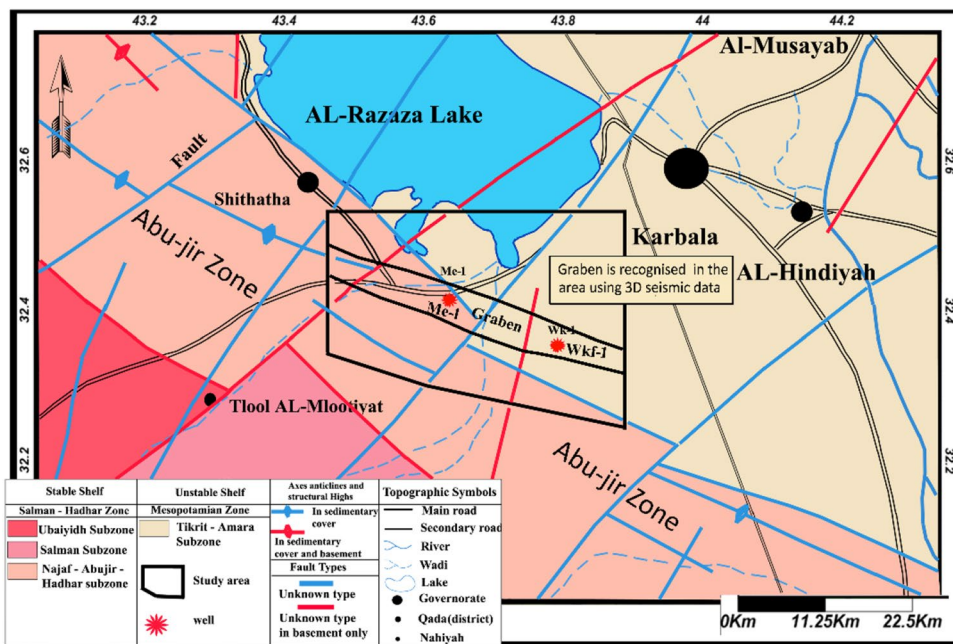 43.2 43.4 43.6 43.8 44 44.2
Al-Musayab
AL-Razaza Lake
32.6
32.6
Fault
Shithatha
Abu-jir Zone
Karbala
AL-Hindiyah
Graben is recognised in the
area using 3D seismic data
Me-1
Me-1
Graben
Wk-1
Wkf-1
32.4
32.4
Tlool AL-Mlootiyat
Abu-jir Zone
32.2
32.2
Stable Shelf
Salman - Hadhar Zone
Ubaiyidh Subzone
Salman Subzone
Najaf - Abujir -
Hadhar subzone
Unstable Shelf
Mesopotamian Zone
Tikrit - Amara
Subzone
Study area
well
Axes anticlines and
structural Highs
In sedimentary
cover
In sedimentary
cover and basement
Fault Types
Unknown type
Unknown type
in basement only
Topographic Symbols
Main road
Secondary road
River
Wadi
Lake
Governorate
Qada(district)
Nahiyah
0Km 11.25Km 22.5Km